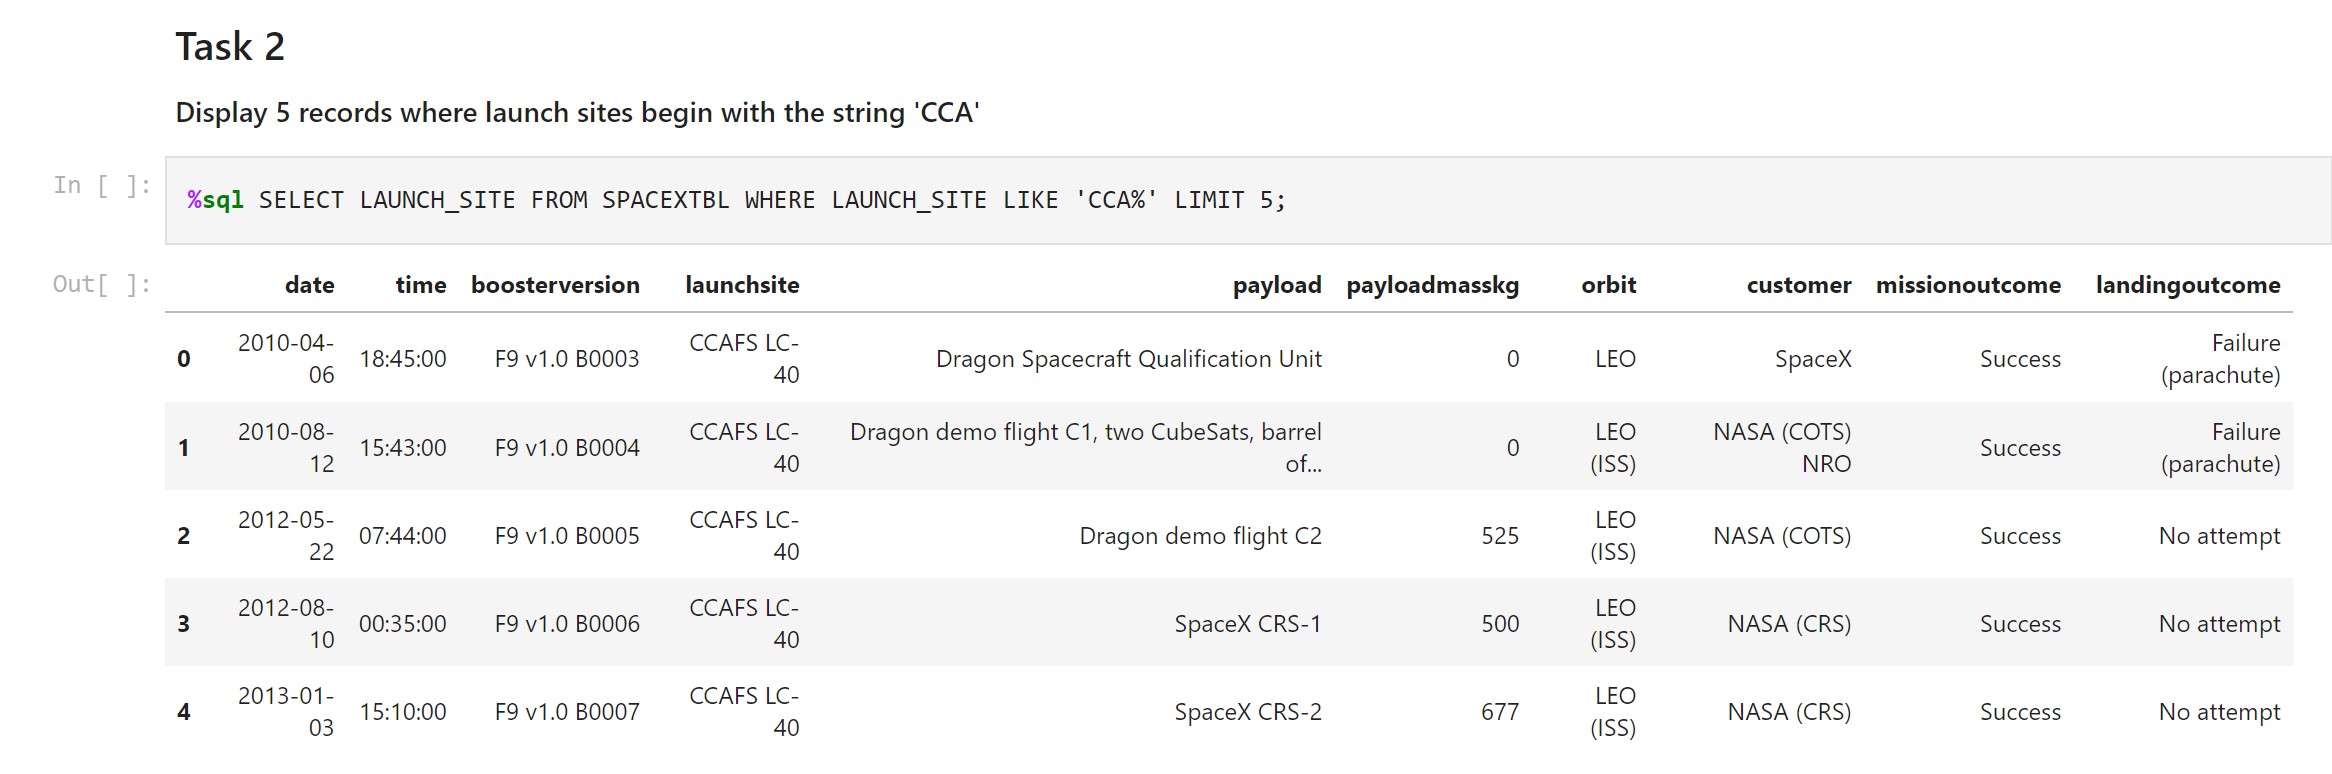 Task 2
Display 5 records where launch sites begin with the string 'CCA'
In [ ]:
%sql SELECT LAUNCH_SITE FROM SPACEXTBL WHERE LAUNCH_SITE LIKE 'CCA%' LIMIT 5;
Out[ ]:
date time boosterversion launchsite payload payloadmasskg orbit customer missionoutcome landingoutcome
0 2010-04-06 18:45:00 F9 v1.0 B0003 CCAFS LC-40 Dragon Spacecraft Qualification Unit 0 LEO SpaceX Success Failure (parachute)
1 2010-08-12 15:43:00 F9 v1.0 B0004 CCAFS LC-40 Dragon demo flight C1, two CubeSats, barrel of... 0 LEO (ISS) NASA (COTS) NRO Success Failure (parachute)
2 2012-05-22 07:44:00 F9 v1.0 B0005 CCAFS LC-40 Dragon demo flight C2 525 LEO (ISS) NASA (COTS) Success No attempt
3 2012-08-10 00:35:00 F9 v1.0 B0006 CCAFS LC-40 SpaceX CRS-1 500 LEO (ISS) NASA (CRS) Success No attempt
4 2013-01-03 15:10:00 F9 v1.0 B0007 CCAFS LC-40 SpaceX CRS-2 677 LEO (ISS) NASA (CRS) Success No attempt